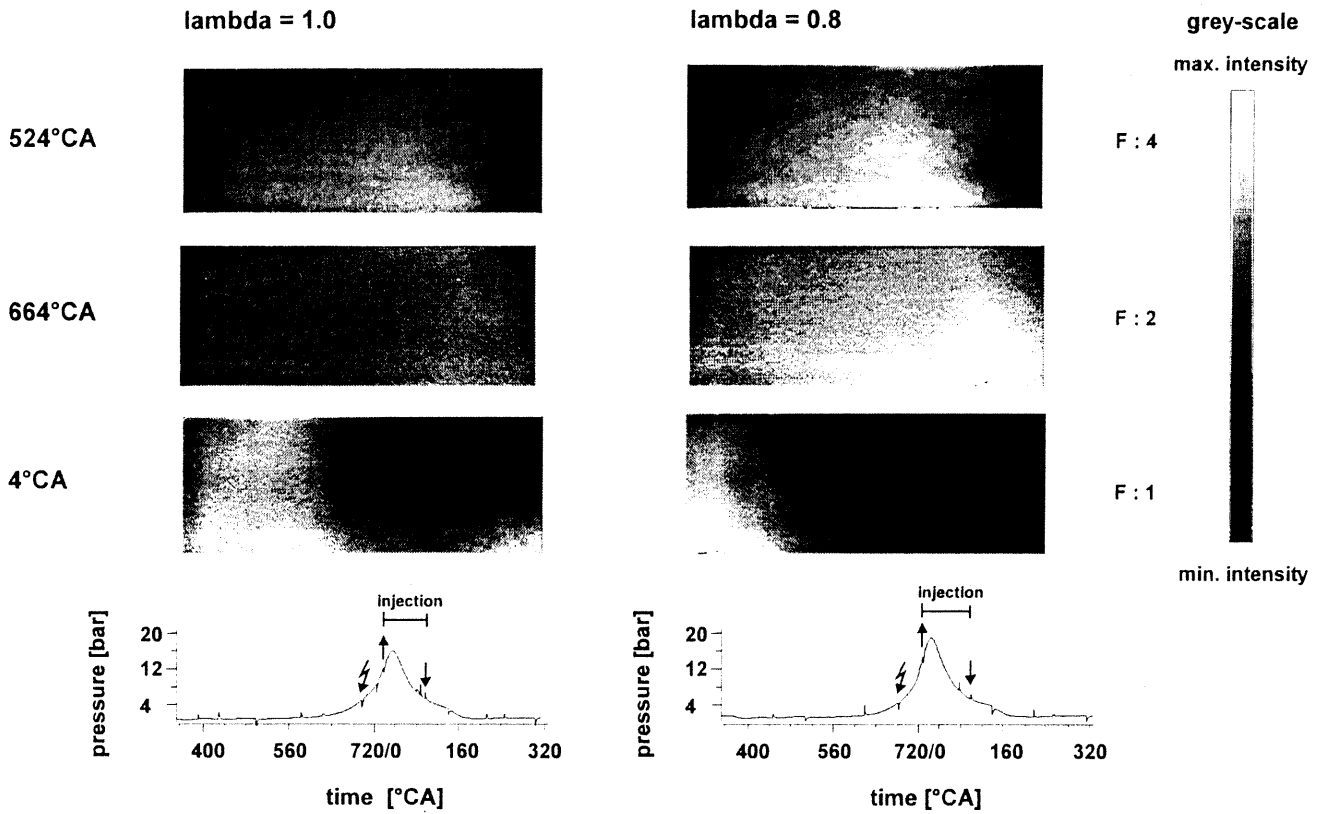 lambda = 1.0
lambda = 0.8
grey-scale
max. intensity
524°CA
F : 4
664°CA
F : 2
4°CA
F : 1
min. intensity
injection
pressure [bar]
20
12
4
400 560 720/0 160 320
time [°CA]
injection
pressure [bar]
20
12
4
400 560 720/0 160 320
time [°CA]